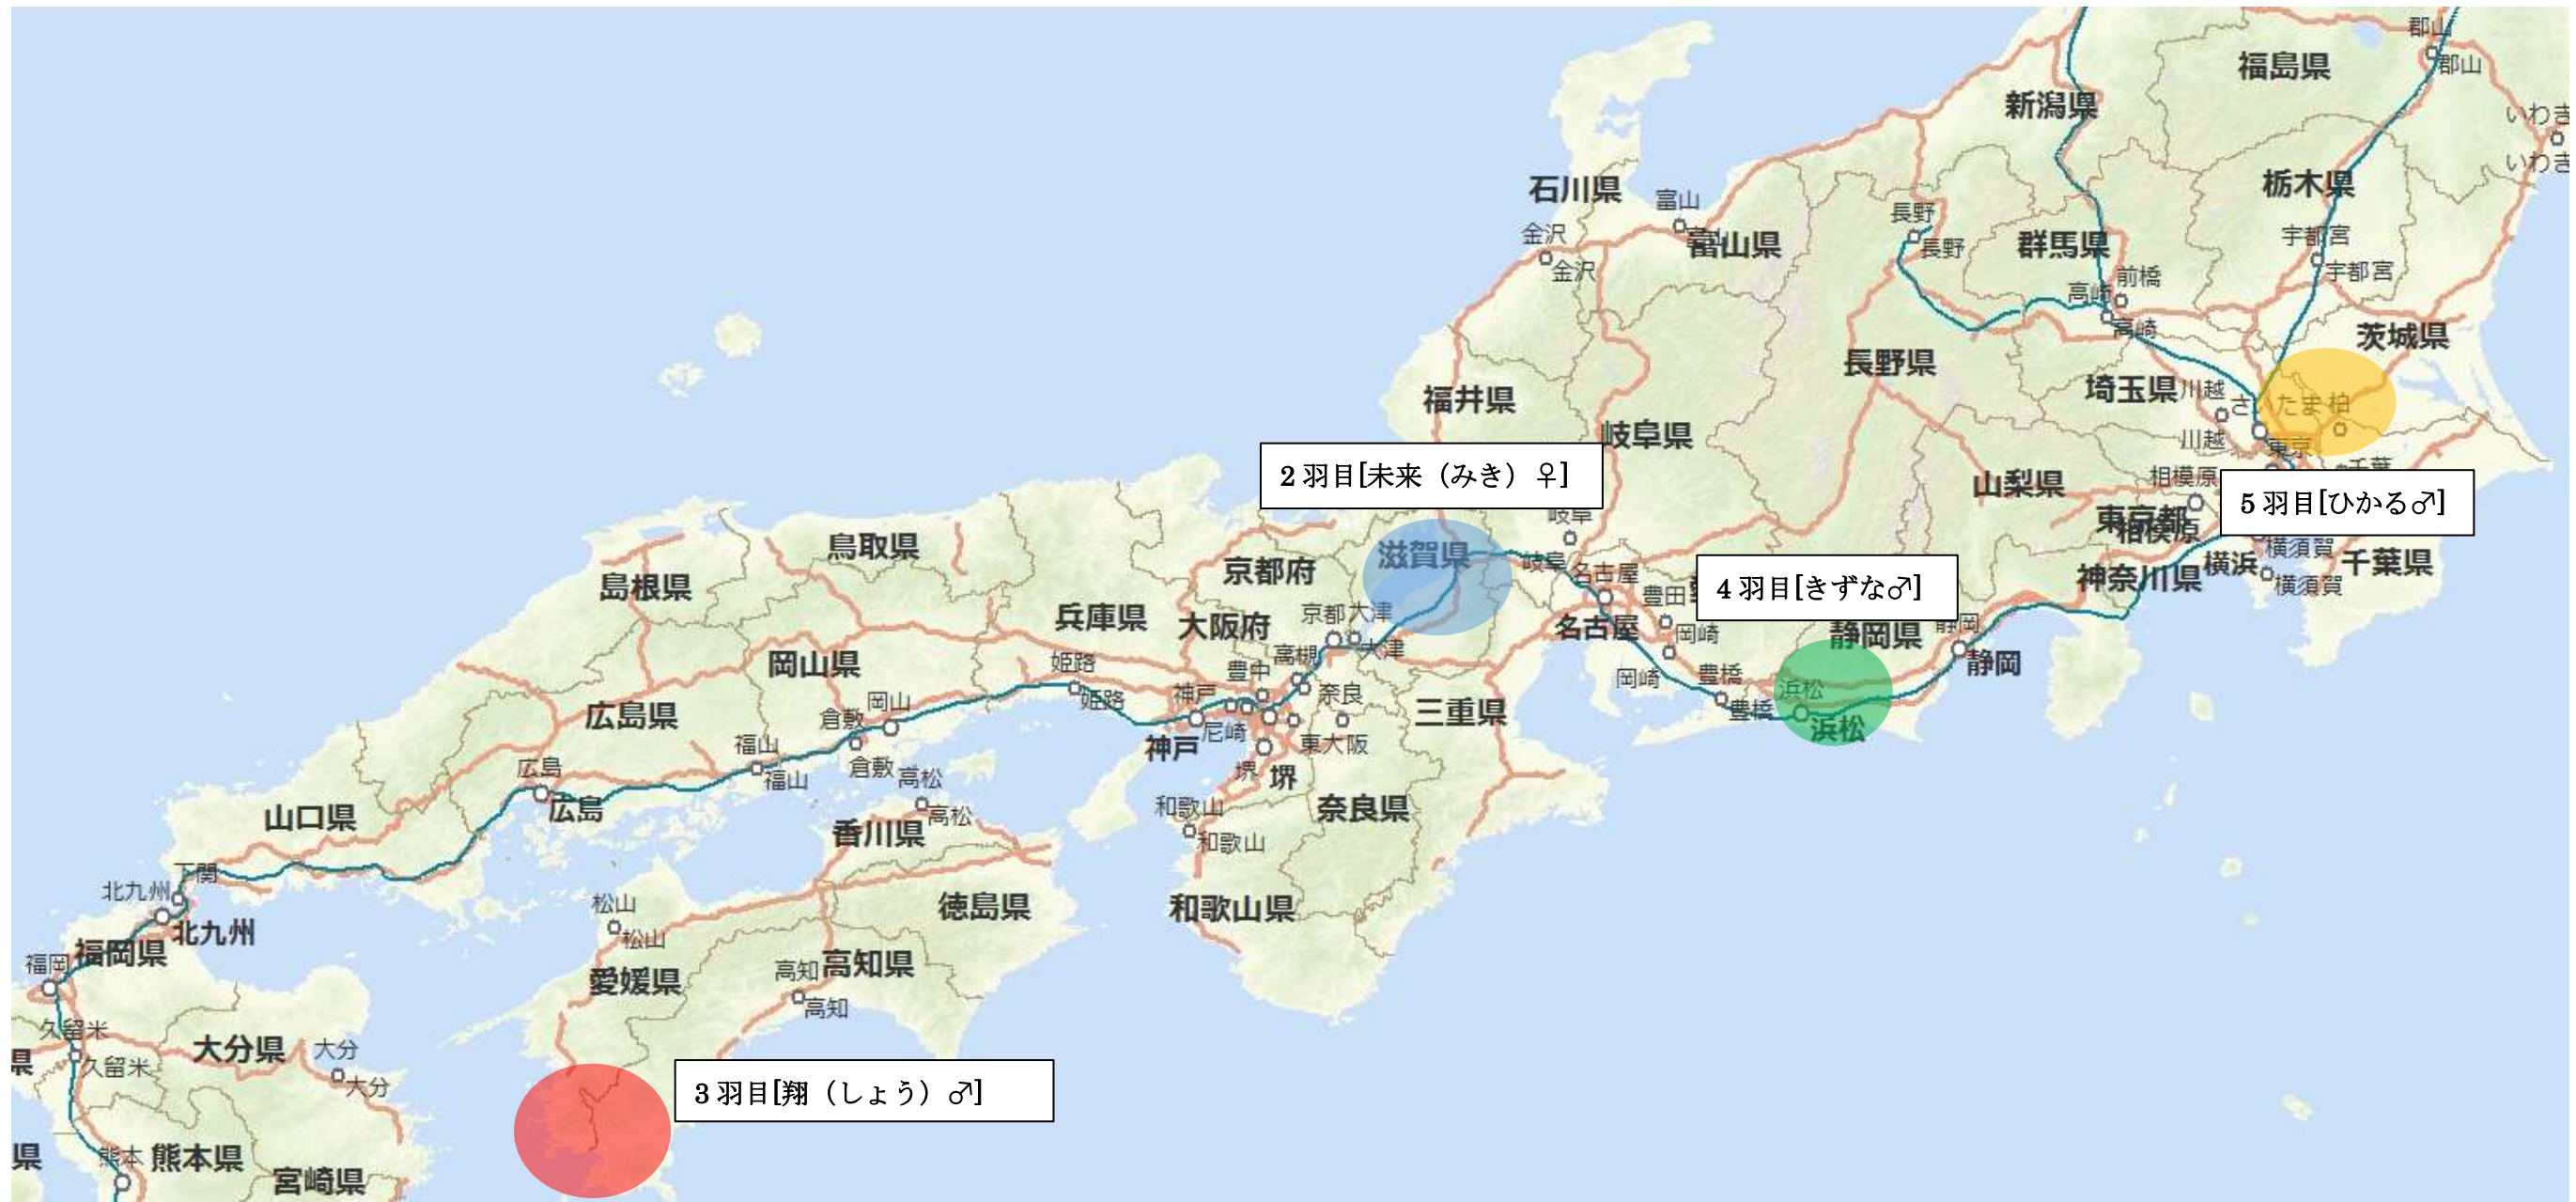 郡山
郡山
福島県
新潟県
いわき
いわき
石川県
富山
栃木県
長野
金沢
富山県
群馬県
宇都宮
長野
金沢
前橋
宇都宮
高崎
高崎
茨城県
長野県
福井県
埼玉県
川越
さいたま
柏
岐阜県
川越
東京
2 羽目[未来（みき）♀]
山梨県
相模原
千葉
5 羽目[ひかる♂]
岐阜
東京都
相模原
鳥取県
滋賀県
岐阜
横須賀
横浜
千葉県
京都府
名古屋
島根県
4 羽目[きずな♂]
豊田
神奈川県
横須賀
兵庫県
大阪府
京都
大津
名古屋
岡崎
静岡県
静岡
岡山県
姫路
高槻
大津
静岡
豊中
岡崎
豊橋
浜松
姫路
神戸
奈良
広島県
岡山
倉敷
三重県
豊橋
浜松
尼崎
神戸
東大阪
福山
福山
倉敷
高松
堺
堺
広島
広島
高松
和歌山
奈良県
山口県
香川県
和歌山
下関
北九州
松山
徳島県
和歌山県
北九州
松山
福岡県
福岡
愛媛県
高知
高知県
高知
久留米
大分県
大分
県
久留米
大分
3 羽目[翔（しょう）♂]
県
熊本
熊本県
宮崎県